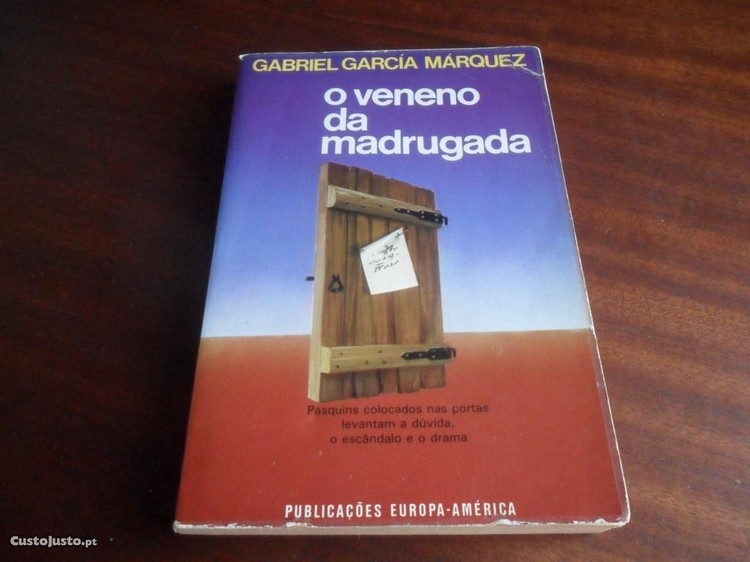 GABRIEL GARCÍA MÁRQUEZ
o veneno
da
madrugada
Pasquins colocados nas portas
levantam a dúvida,
o escândalo e o drama
PUBLICAÇÕES EUROPA-AMÉRICA
CustoJusto.pt